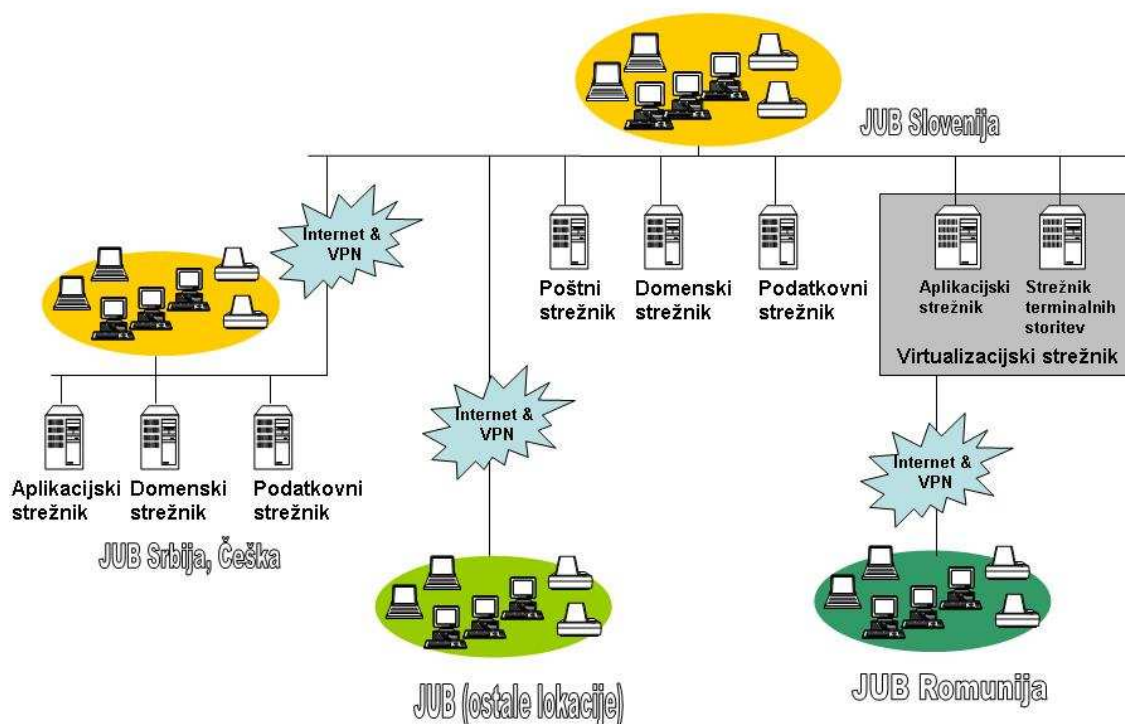 JUB Slovenija
Internet &
VPN
Poštni
strežnik
Domenski
strežnik
Podatkovni
strežnik
Aplikacijski
strežnik
Strežnik
terminalnih
storitev
Virtualizacijski strežnik
Internet &
VPN
Internet &
VPN
Aplikacijski
strežnik
Domenski
strežnik
Podatkovni
strežnik
JUB Srbija, Češka
JUB (ostale lokacije)
JUB Romunija